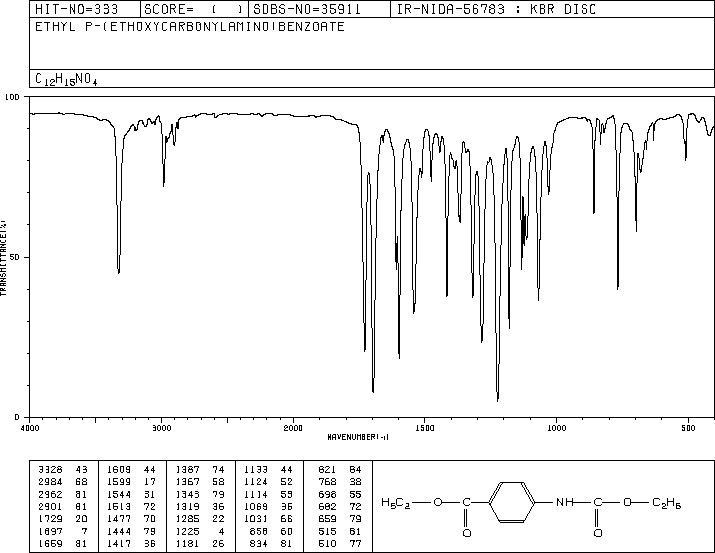 HIT-NO=333 SCORE= ( ) SDBS-NO=35911 IR-NIDA-56783 : KBR DISC
ETHYL P-(ETHOXYCARBONYLAMINO)BENZOATE
C12H15NO4
100
50
0
TRANSMITTANCE(%)
4000 3000 2000 1500 1000 500
WAVENUMBER(-1)
3328 43 1609 44 1387 74 1133 44 821 84
2984 68 1599 17 1367 58 1124 52 768 38
2962 81 1544 31 1343 79 1114 53 698 55
2901 81 1513 72 1319 36 1069 36 682 72
1729 20 1477 70 1285 22 1031 66 659 79
1697 7 1444 79 1225 4 858 60 515 81
1659 81 1417 36 1181 26 834 81 510 77
H5C2 O C NH C O C2H5
O O